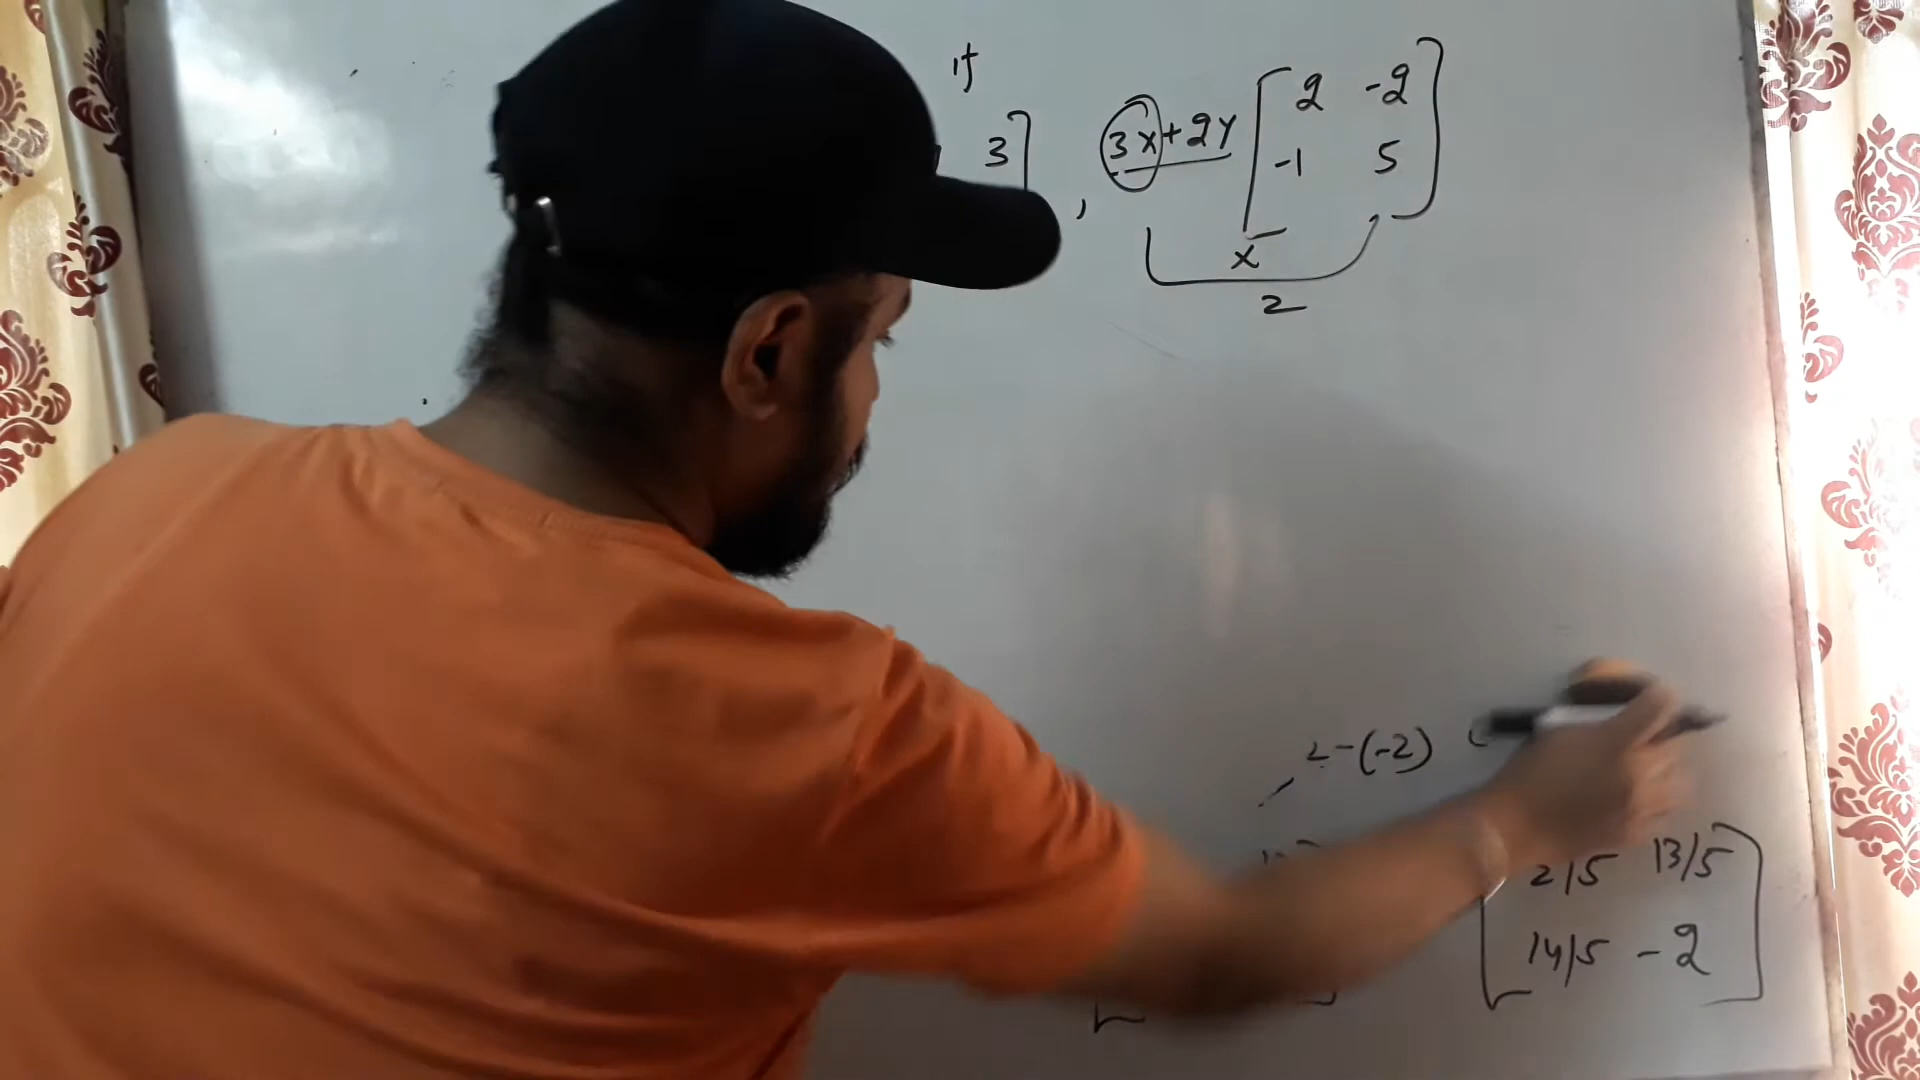 if
3] , 3x+2y [2 -2
-1 5]
x
2
2-(-2) (
[2/5 13/5
14/5 -2]